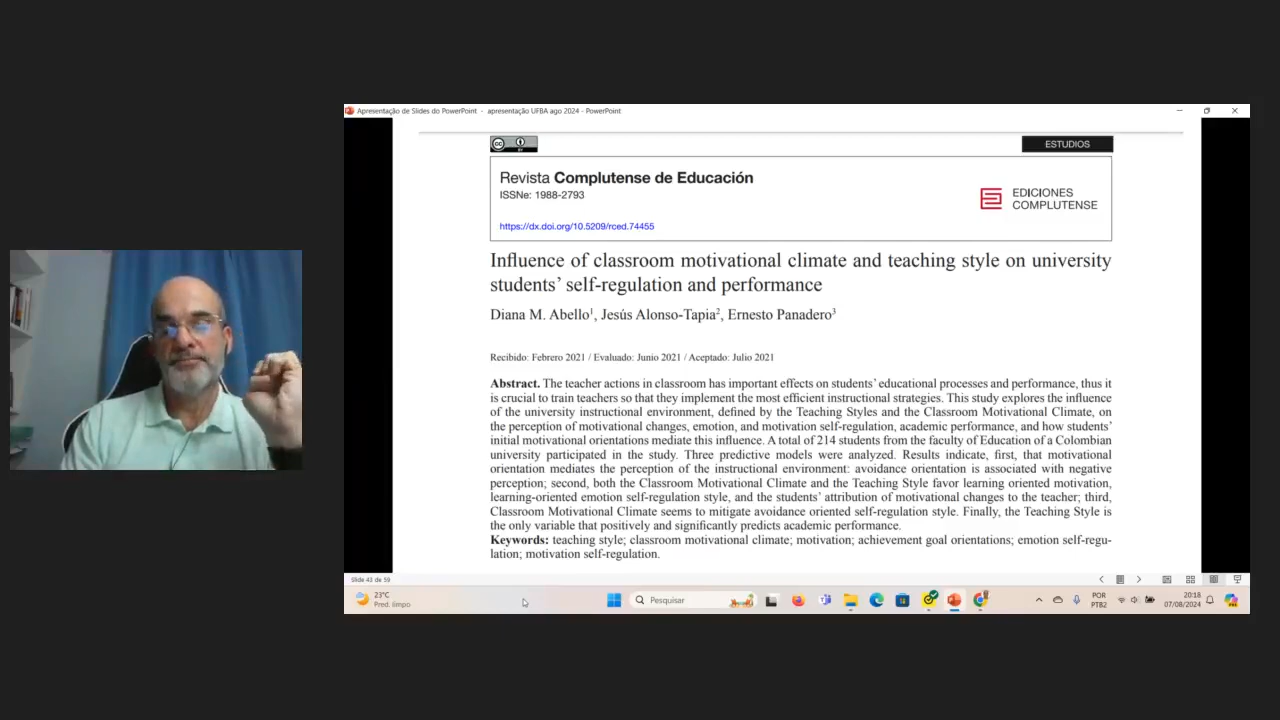 Apresentação de Slides do PowerPoint - apresentação UFBA ago 2024 - PowerPoint
cc BY
ESTUDIOS
Revista Complutense de Educación
ISSNe: 1988-2793
EDICIONES
COMPLUTENSE
https://dx.doi.org/10.5209/rced.74455
Influence of classroom motivational climate and teaching style on university
students' self-regulation and performance
Diana M. Abello¹, Jesús Alonso-Tapia², Ernesto Panadero³
Recibido: Febrero 2021 / Evaluado: Junio 2021 / Aceptado: Julio 2021
Abstract. The teacher actions in classroom has important effects on students' educational processes and performance, thus it
is crucial to train teachers so that they implement the most efficient instructional strategies. This study explores the influence
of the university instructional environment, defined by the Teaching Styles and the Classroom Motivational Climate, on
the perception of motivational changes, emotion, and motivation self-regulation, academic performance, and how students'
initial motivational orientations mediate this influence. A total of 214 students from the faculty of Education of a Colombian
university participated in the study. Three predictive models were analyzed. Results indicate, first, that motivational
orientation mediates the perception of the instructional environment: avoidance orientation is associated with negative
perception; second, both the Classroom Motivational Climate and the Teaching Style favor learning oriented motivation,
learning-oriented emotion self-regulation style, and the students' attribution of motivational changes to the teacher; third,
Classroom Motivational Climate seems to mitigate avoidance oriented self-regulation style. Finally, the Teaching Style is
the only variable that positively and significantly predicts academic performance.
Keywords: teaching style; classroom motivational climate; motivation; achievement goal orientations; emotion self-regu-
lation; motivation self-regulation.
Slide 43 de 59
23°C
Pred. limpo
Pesquisar
POR
PTB2
20:18
07/08/2024